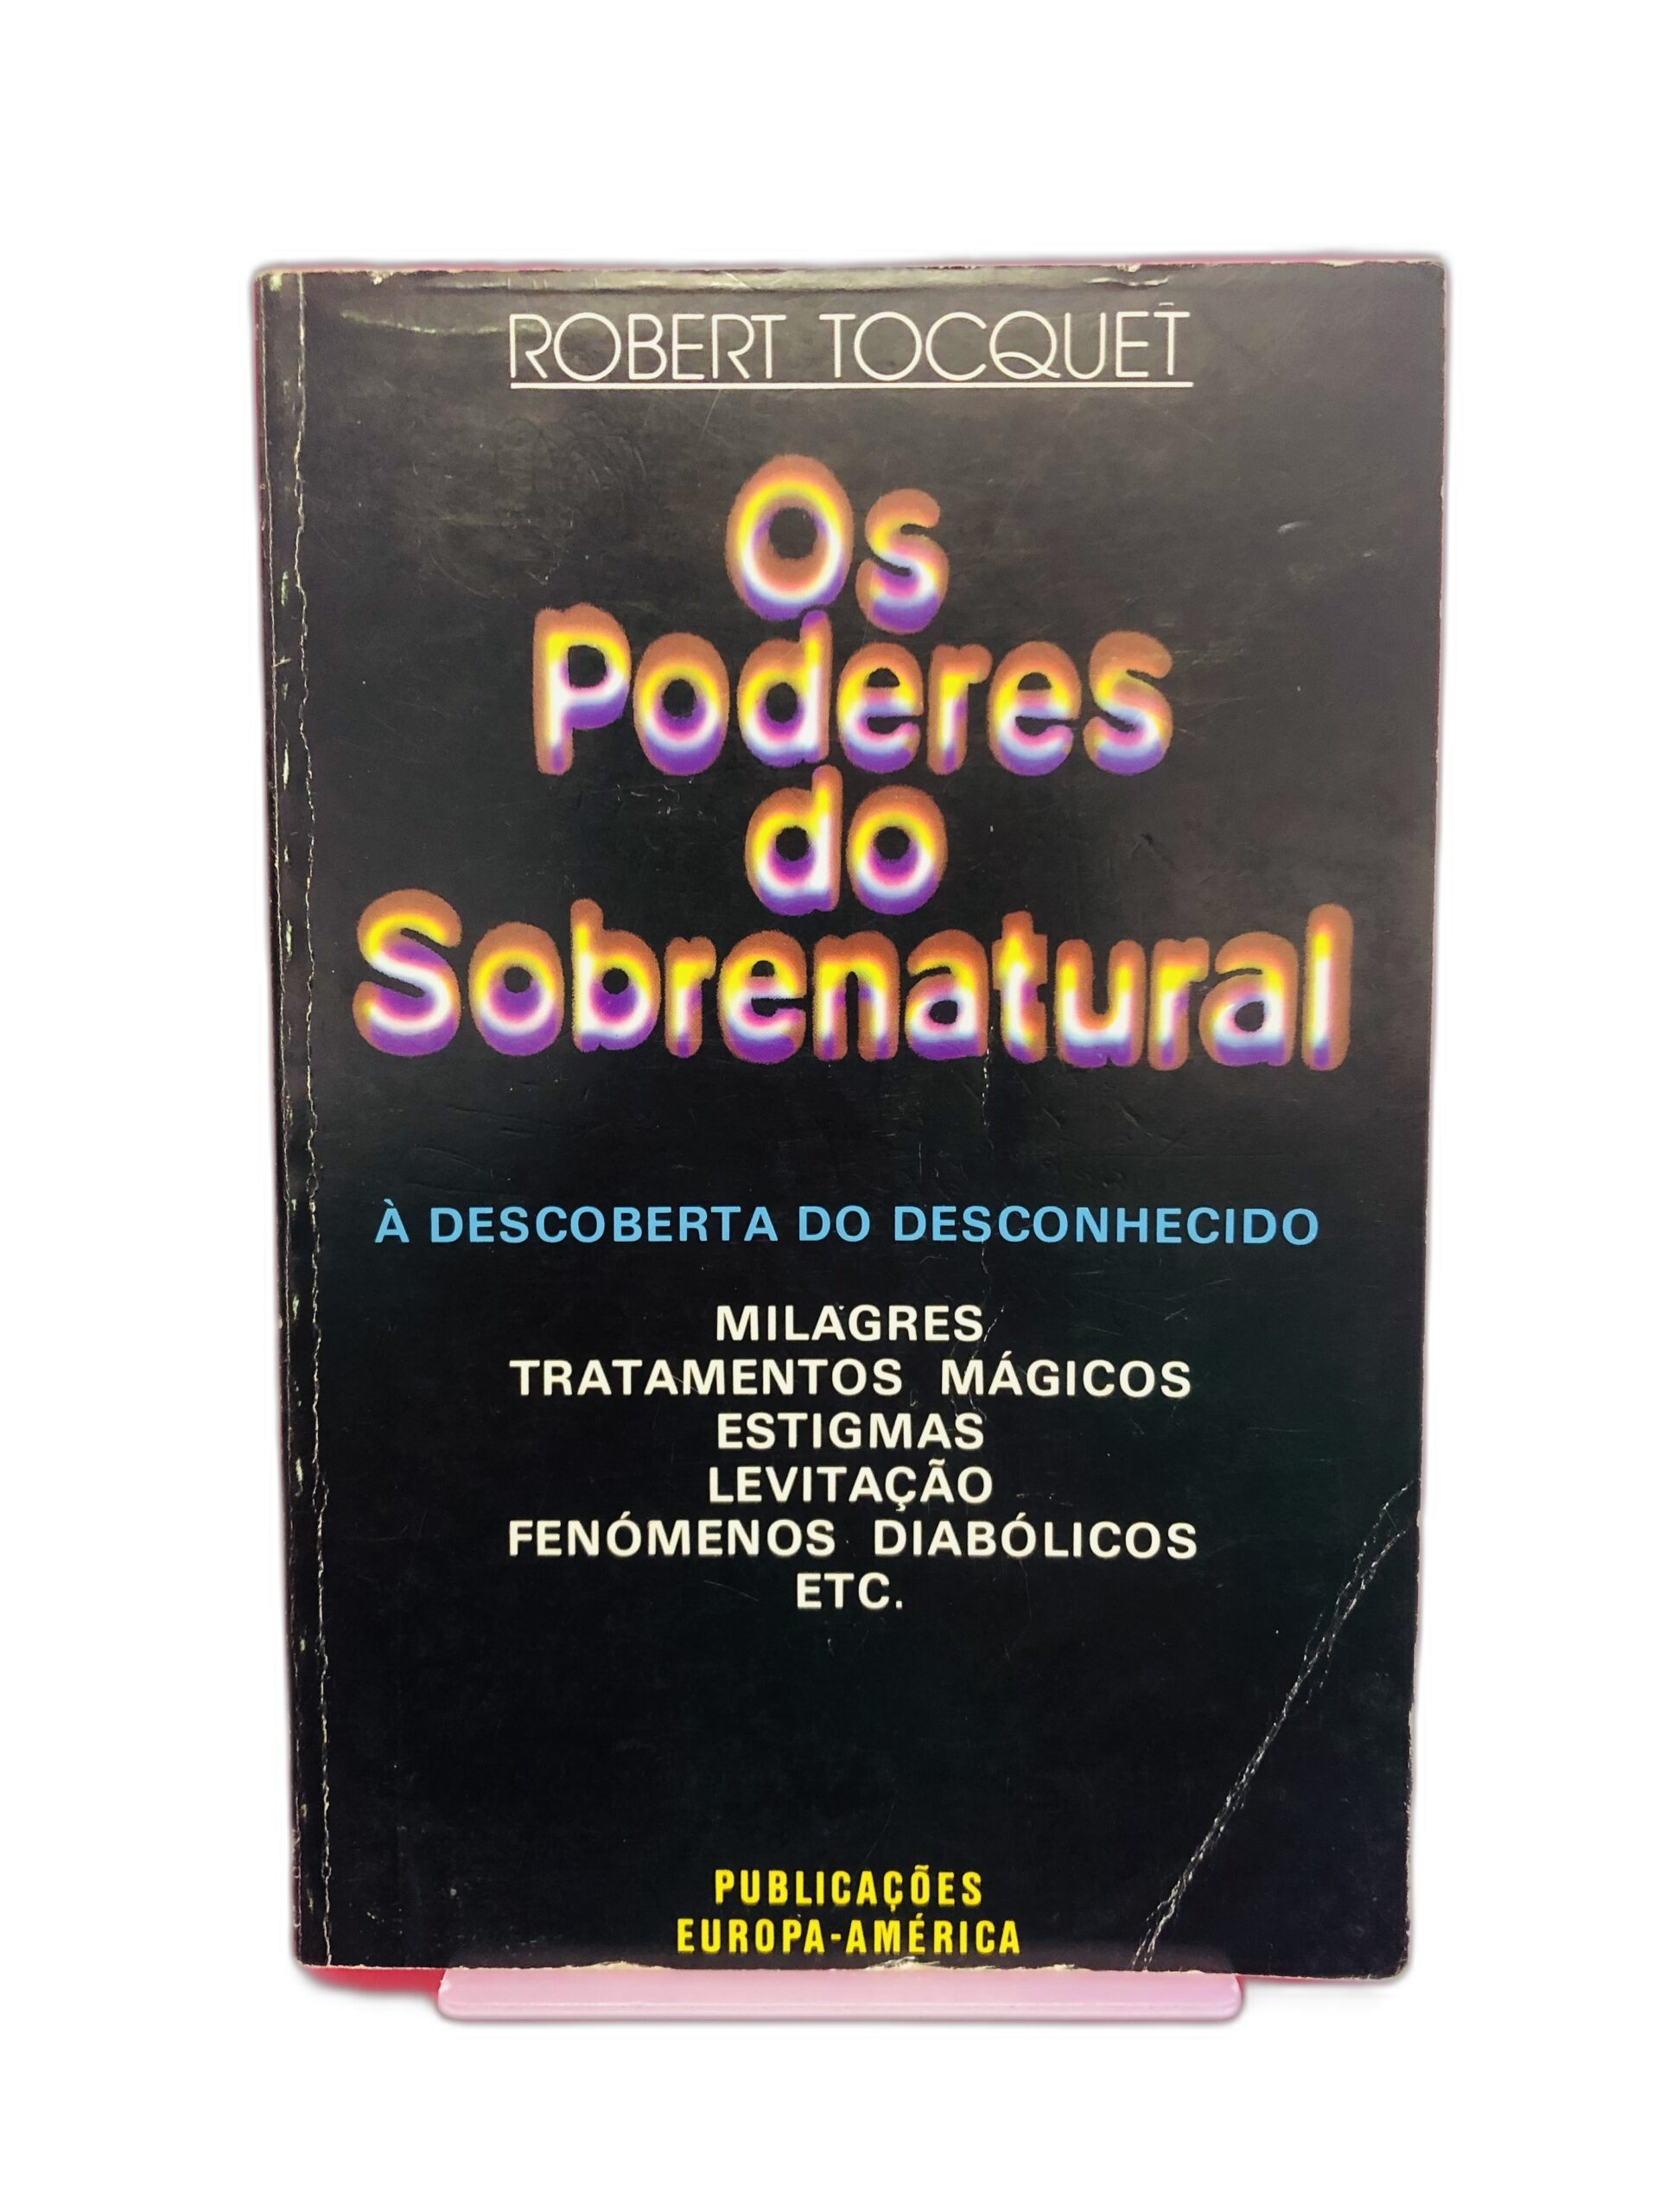 ROBERT TOCQUET
Os
Poderes
do
Sobrenatural
À DESCOBERTA DO DESCONHECIDO
MILAGRES
TRATAMENTOS MÁGICOS
ESTIGMAS
LEVITAÇÃO
FENÓMENOS DIABÓLICOS
ETC.
PUBLICAÇÕES
EUROPA-AMÉRICA